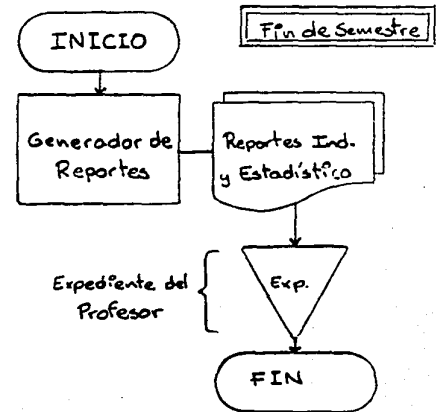 INICIO
Fin de Semestre
Generador de
Reportes
Reportes Ind.
y Estadístico
Expediente del
Profesor
Exp.
FIN